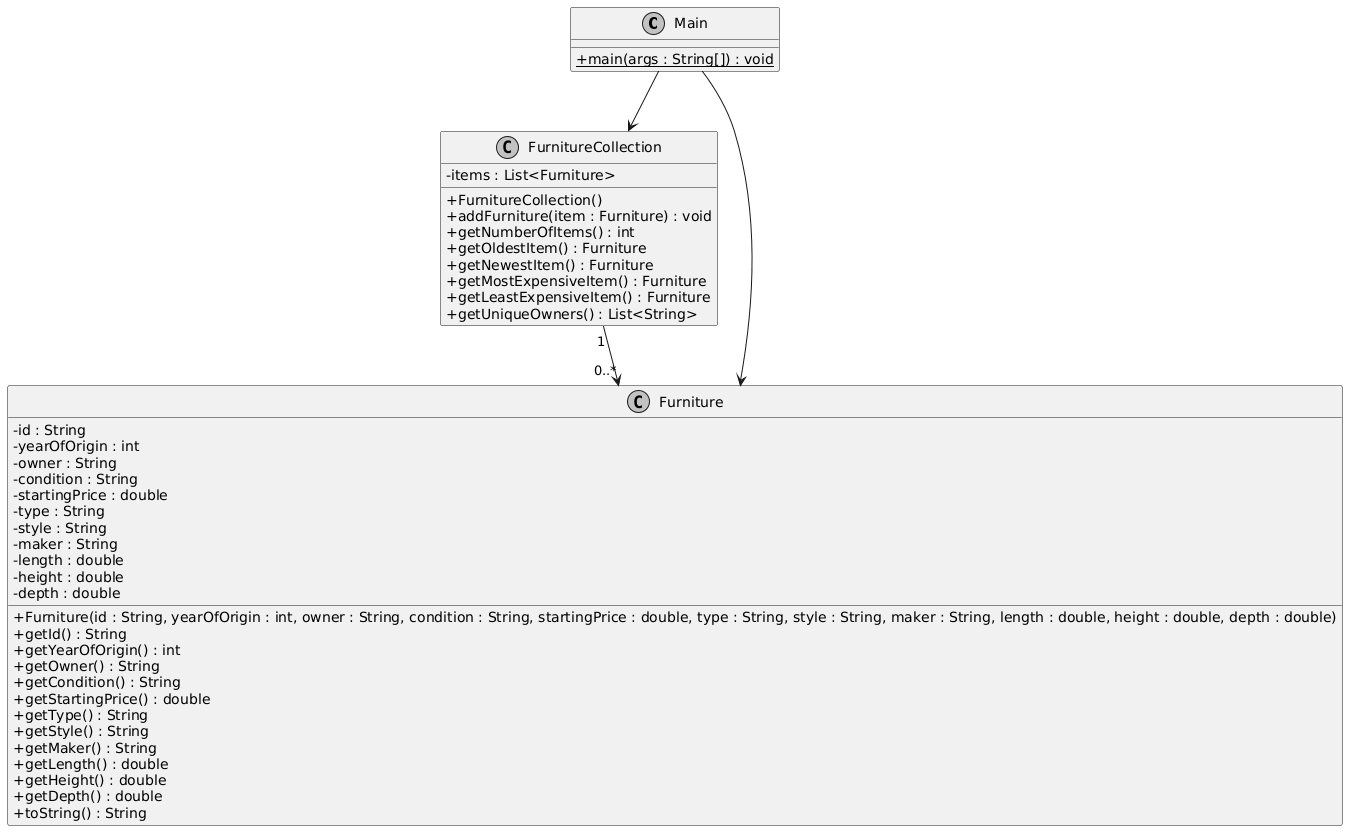 C Main
+main(args : String[]) : void
C FurnitureCollection
-items : List<Furniture>
+FurnitureCollection()
+addFurniture(item : Furniture) : void
+getNumberOfItems() : int
+getOldestItem() : Furniture
+getNewestItem() : Furniture
+getMostExpensiveItem() : Furniture
+getLeastExpensiveItem() : Furniture
+getUniqueOwners() : List<String>
1
0..*
C Furniture
-id : String
-yearOfOrigin : int
-owner : String
-condition : String
-startingPrice : double
-type : String
-style : String
-maker : String
-length : double
-height : double
-depth : double
+Furniture(id : String, yearOfOrigin : int, owner : String, condition : String, startingPrice : double, type : String, style : String, maker : String, length : double, height : double, depth : double)
+getId() : String
+getYearOfOrigin() : int
+getOwner() : String
+getCondition() : String
+getStartingPrice() : double
+getType() : String
+getStyle() : String
+getMaker() : String
+getLength() : double
+getHeight() : double
+getDepth() : double
+toString() : String